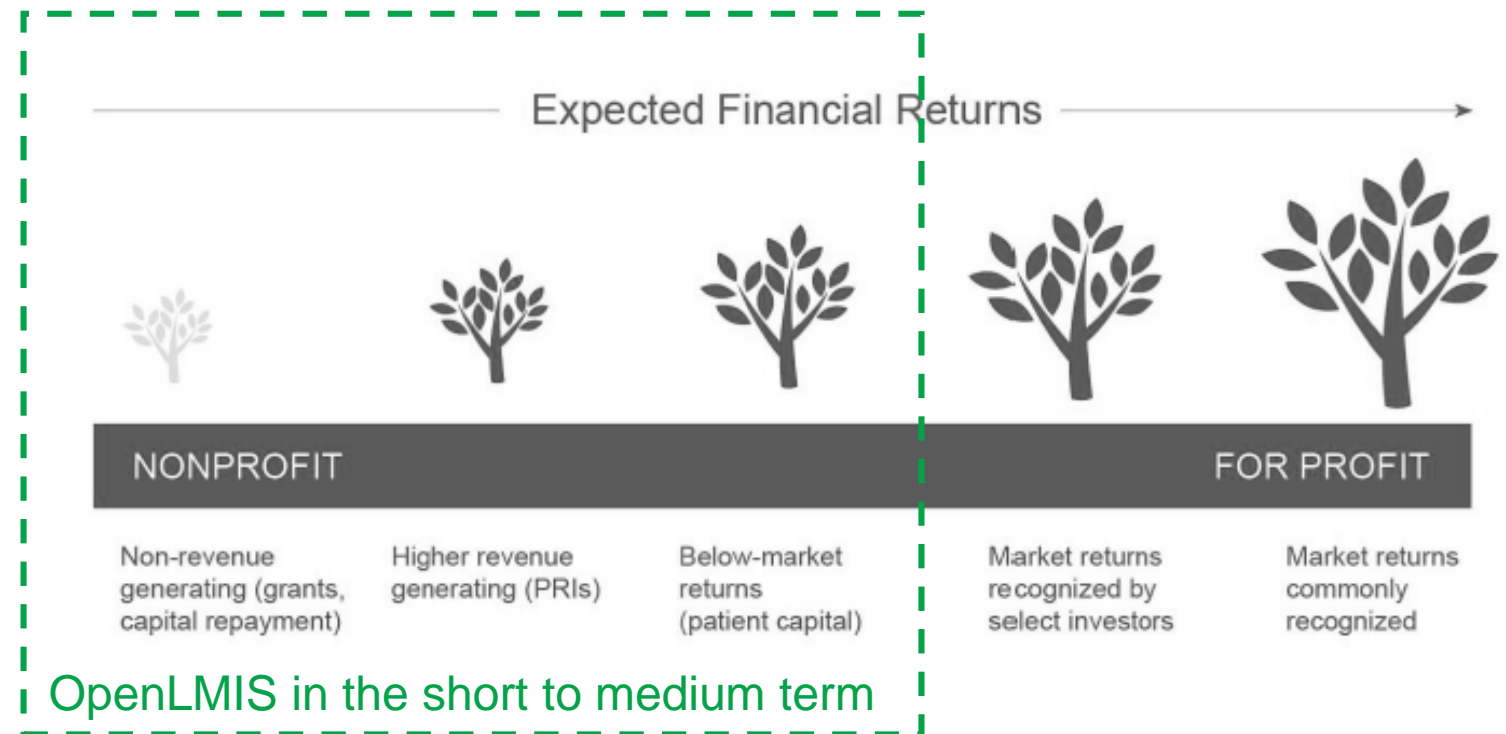 Expected Financial Returns
NONPROFIT
FOR PROFIT
Non-revenue
generating (grants,
capital repayment)
Higher revenue
generating (PRIs)
Below-market
returns
(patient capital)
Market returns
recognized by
select investors
Market returns
commonly
recognized
OpenLMIS in the short to medium term